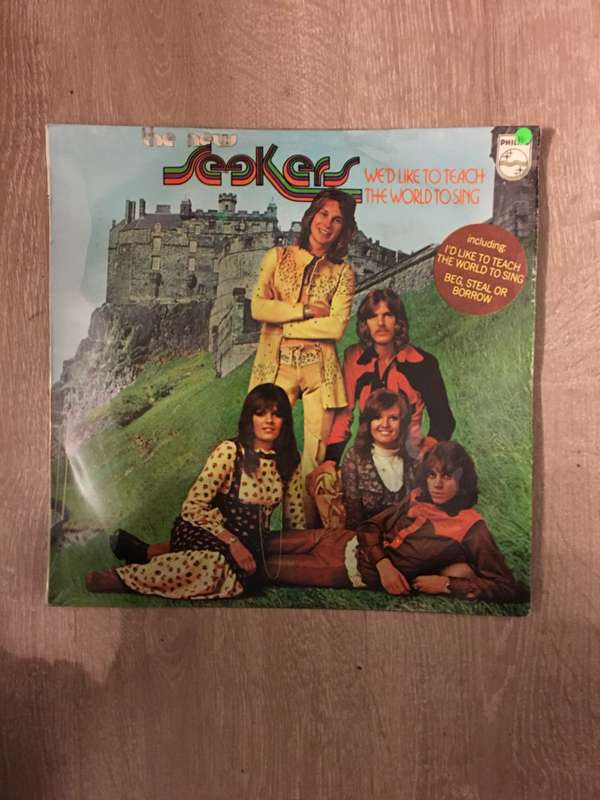 the new
Seekers
WE'D LIKE TO TEACH
THE WORLD TO SING
PHILIPS
including
I'D LIKE TO TEACH
THE WORLD TO SING
BEG, STEAL OR
BORROW